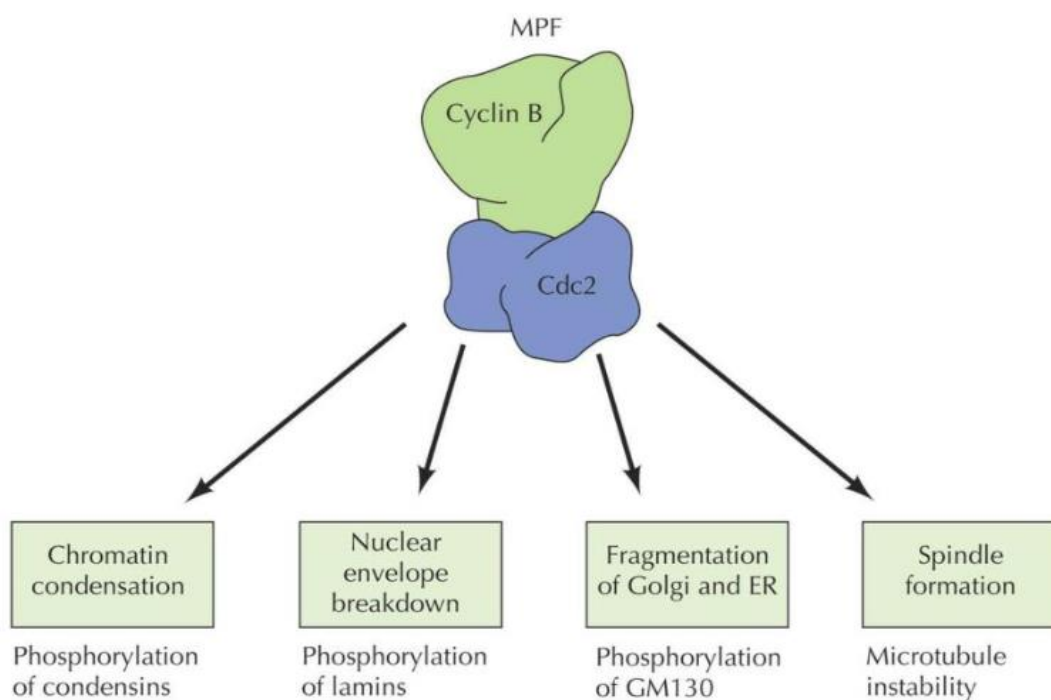 MPF
Cyclin B
Cdc2
Chromatin
condensation
Phosphorylation
of condensins
Nuclear
envelope
breakdown
Phosphorylation
of lamins
Fragmentation
of Golgi and ER
Phosphorylation
of GM130
Spindle
formation
Microtubule
instability